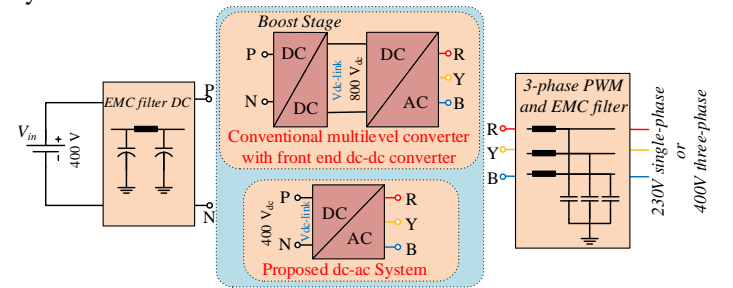 Boost Stage
P
N
DC
DC
Vdc-link
800 Vdc
DC
AC
R
Y
B
Conventional multilevel converter
with front end dc-dc converter
Vin
+
-
400 V
EMC filter DC
P
N
400 Vdc
P
N
Vdc-link
DC
AC
R
Y
B
Proposed dc-ac System
R
Y
B
3-phase PWM
and EMC filter
230V single-phase
or
400V three-phase